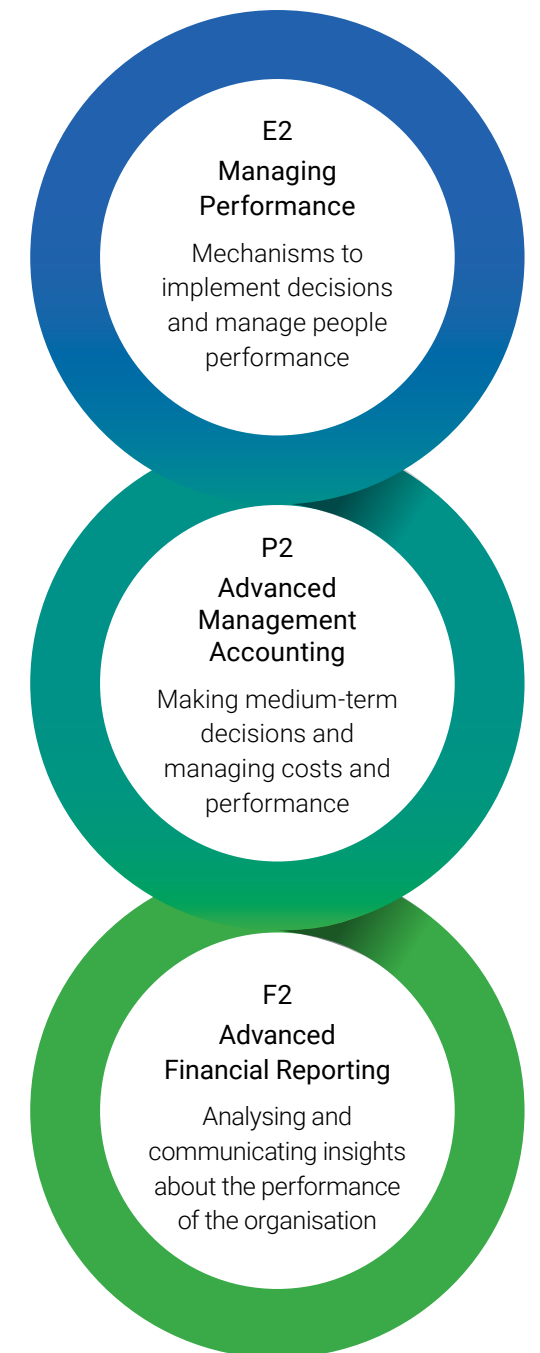 E2
Managing
Performance
Mechanisms to
implement decisions
and manage people
performance
P2
Advanced
Management
Accounting
Making medium-term
decisions and
managing costs and
performance
F2
Advanced
Financial Reporting
Analysing and
communicating insights
about the performance
of the organisation